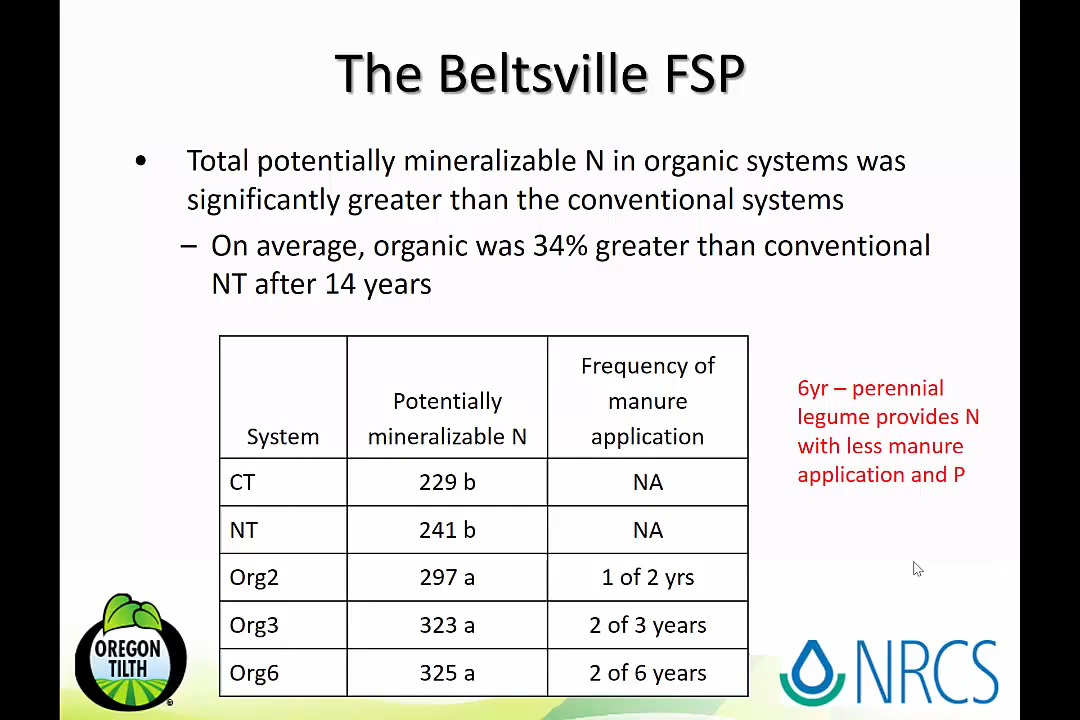 The Beltsville FSP
• Total potentially mineralizable N in organic systems was
significantly greater than the conventional systems
– On average, organic was 34% greater than conventional
NT after 14 years
System | Potentially mineralizable N | Frequency of manure application
CT | 229 b | NA
NT | 241 b | NA
Org2 | 297 a | 1 of 2 yrs
Org3 | 323 a | 2 of 3 years
Org6 | 325 a | 2 of 6 years
6yr – perennial
legume provides N
with less manure
application and P
OREGON
TILTH
NRCS